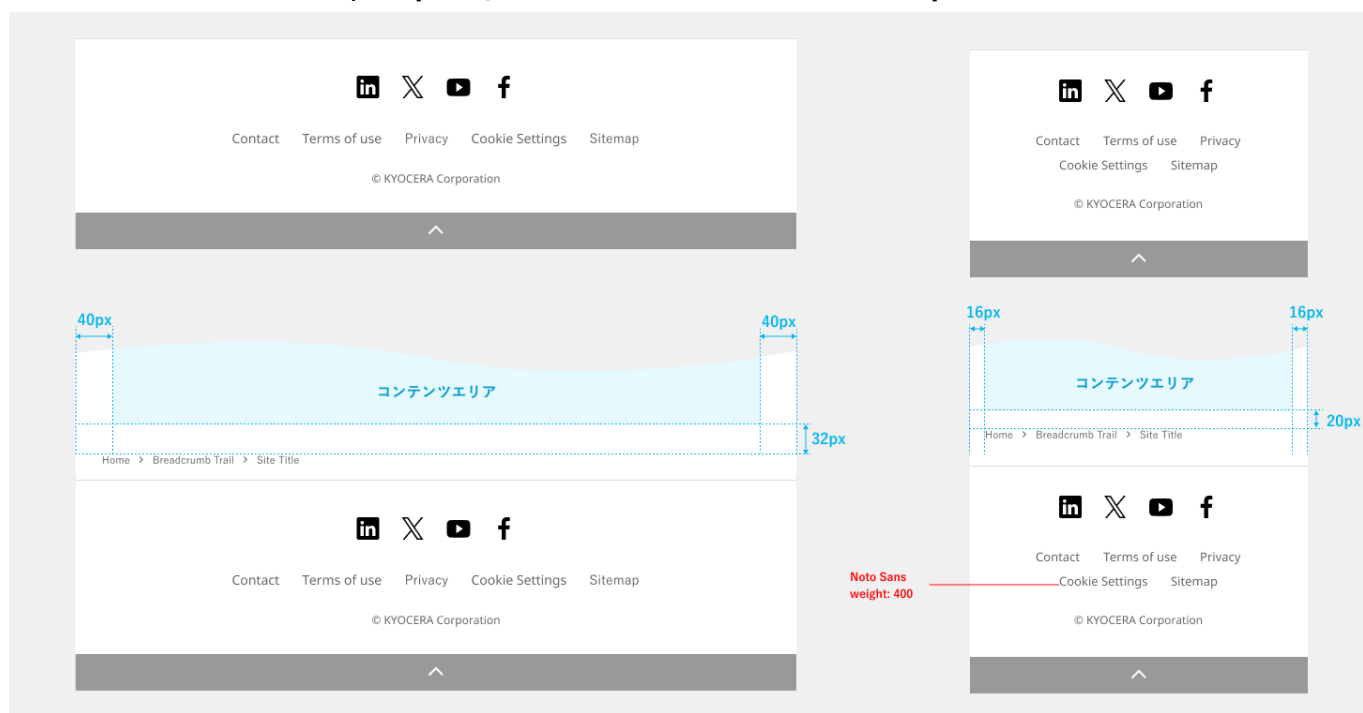 Contact Terms of use Privacy Cookie Settings Sitemap
© KYOCERA Corporation
Contact Terms of use Privacy
Cookie Settings Sitemap
© KYOCERA Corporation
40px 40px
コンテンツエリア
32px
Home > Breadcrumb Trail > Site Title
Contact Terms of use Privacy Cookie Settings Sitemap
© KYOCERA Corporation
16px 16px
コンテンツエリア
20px
Home > Breadcrumb Trail > Site Title
Contact Terms of use Privacy
Noto Sans
weight: 400
Cookie Settings Sitemap
© KYOCERA Corporation